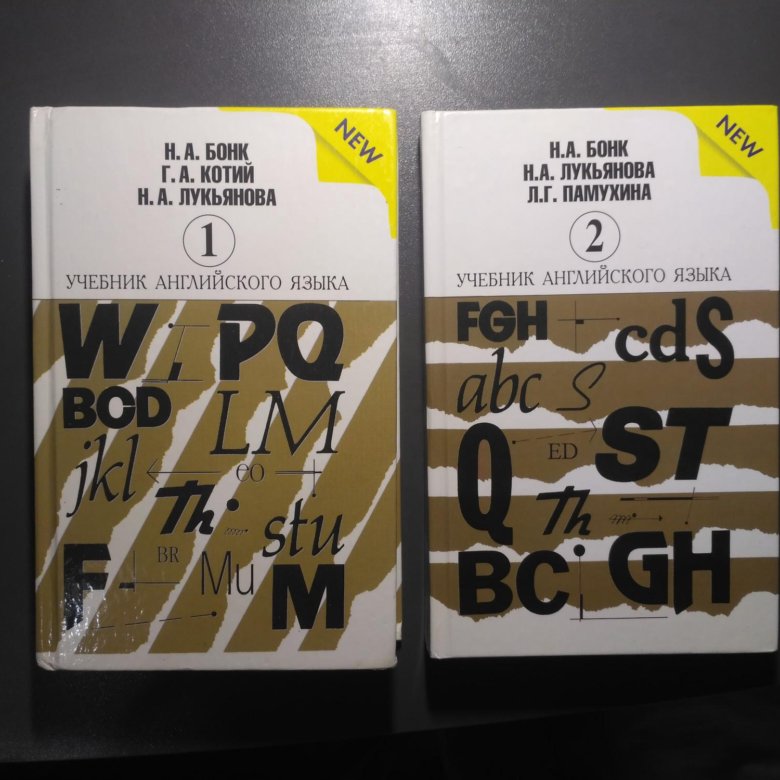 NEW
Н. А. БОНК
Г. А. КОТИЙ
Н. А. ЛУКЬЯНОВА
1
УЧЕБНИК АНГЛИЙСКОГО ЯЗЫКА
W I PQ
BCD LM
jkl
EO
Th
stu
F BR Mu M
NEW
Н.А. БОНК
Н.А. ЛУКЬЯНОВА
Л.Г. ПАМУХИНА
2
УЧЕБНИК АНГЛИЙСКОГО ЯЗЫКА
FGH cd S
abc S
Q ED ST
Th
BC GH